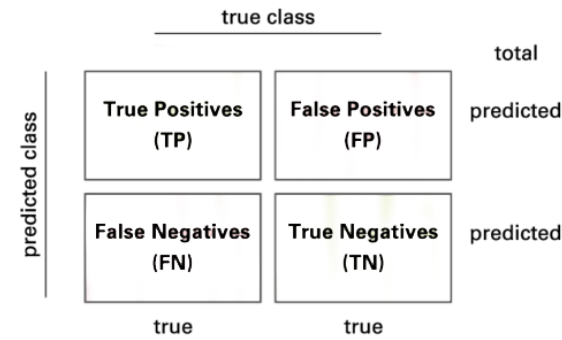 true class
total
predicted class
True Positives
(TP)
False Positives
(FP)
predicted
False Negatives
(FN)
True Negatives
(TN)
predicted
true
true